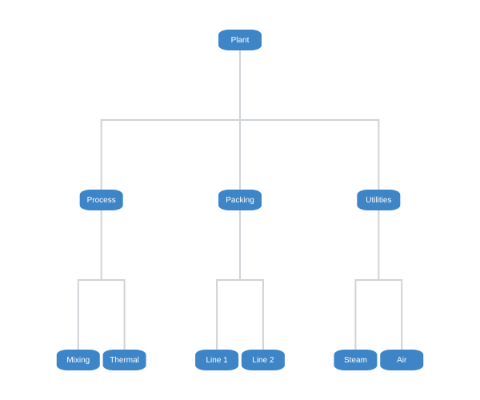 Plant
Process
Packing
Utilities
Mixing
Thermal
Line 1
Line 2
Steam
Air